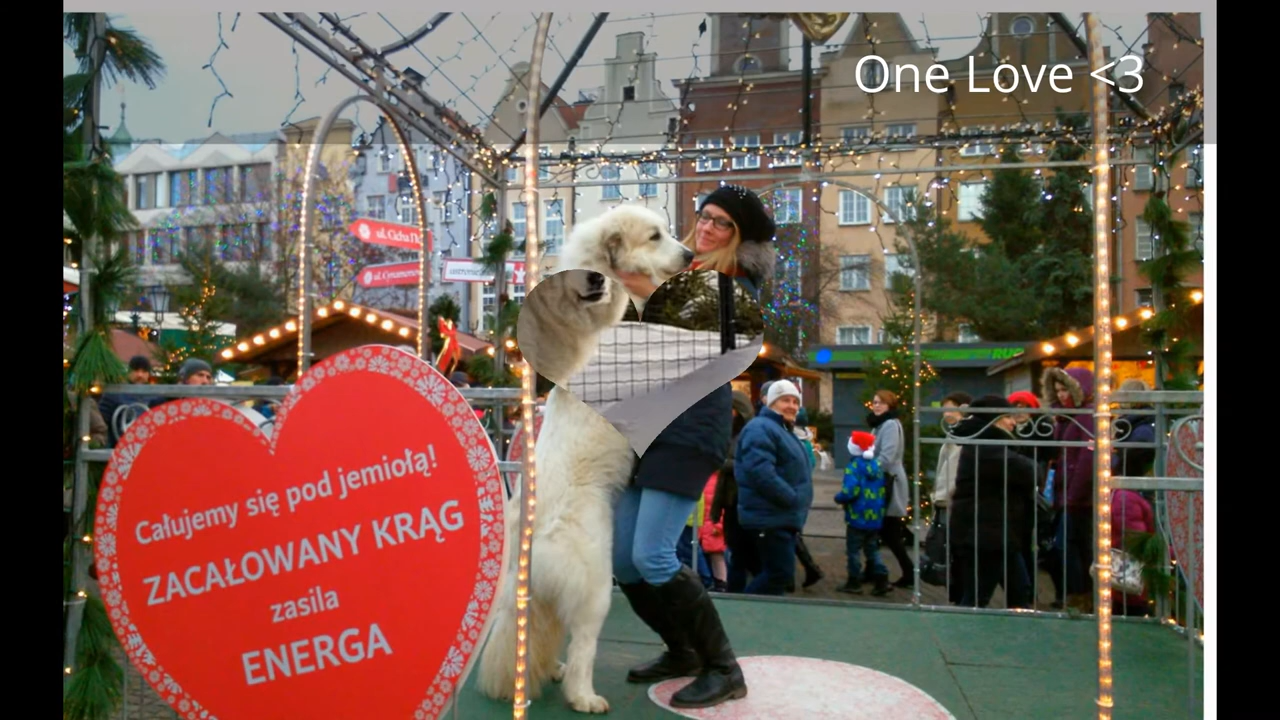 One Love <3
ul. Cicha
ul. Cynamonowa
Całujemy się pod jemiołą!
ZACAŁOWANY KRĄG
zasila
ENERGA